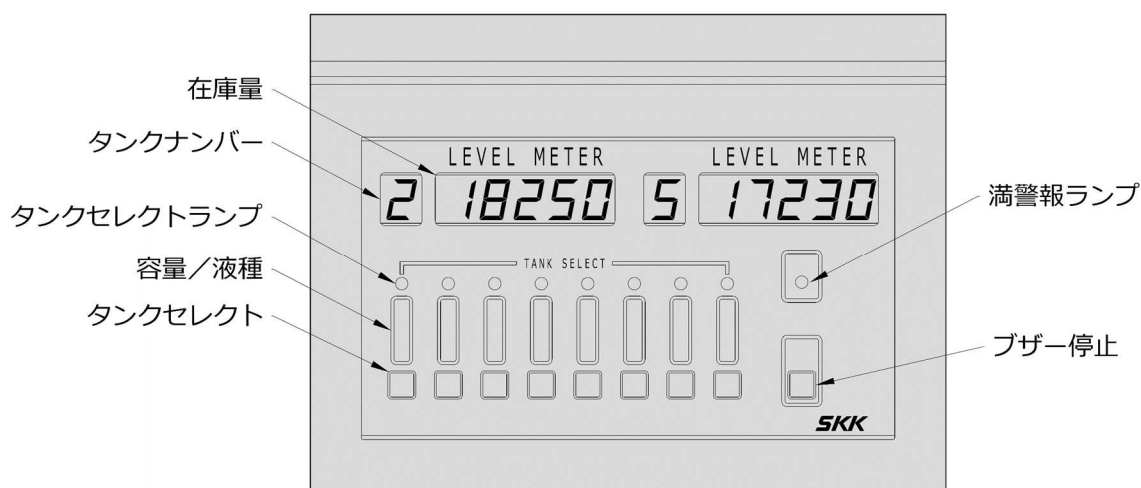 在庫量
タンクナンバー
タンクセレクトランプ
容量／液種
タンクセレクト
LEVEL METER
LEVEL METER
2 18250 5 17230
TANK SELECT
満警報ランプ
ブザー停止
SKK